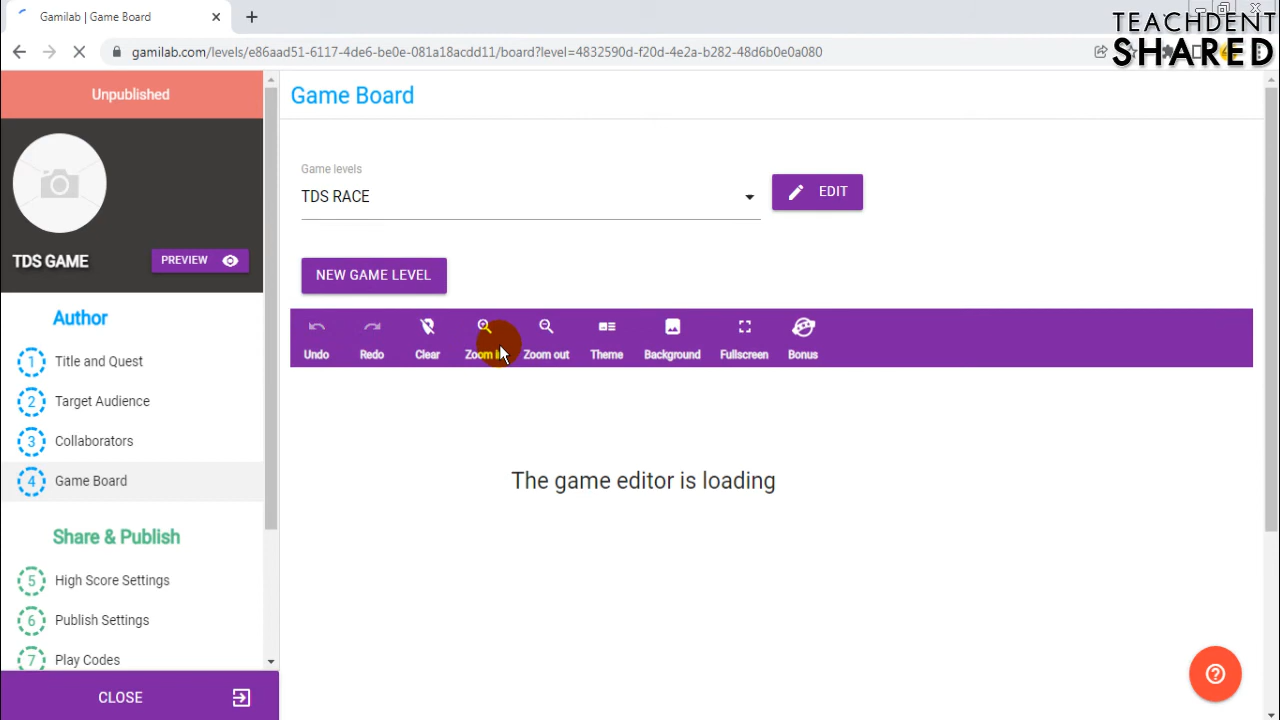 Gamilab | Game Board
TEACHDENT
SHARED
gamilab.com/levels/e86aad51-6117-4de6-be0e-081a18acdd11/board?level=4832590d-f20d-4e2a-b282-48d6b0e0a080
Unpublished
TDS GAME
PREVIEW
Author
1 Title and Quest
2 Target Audience
3 Collaborators
4 Game Board
Share & Publish
5 High Score Settings
6 Publish Settings
7 Play Codes
CLOSE
Game Board
Game levels
TDS RACE
EDIT
NEW GAME LEVEL
Undo Redo Clear Zoom in Zoom out Theme Background Fullscreen Bonus
The game editor is loading